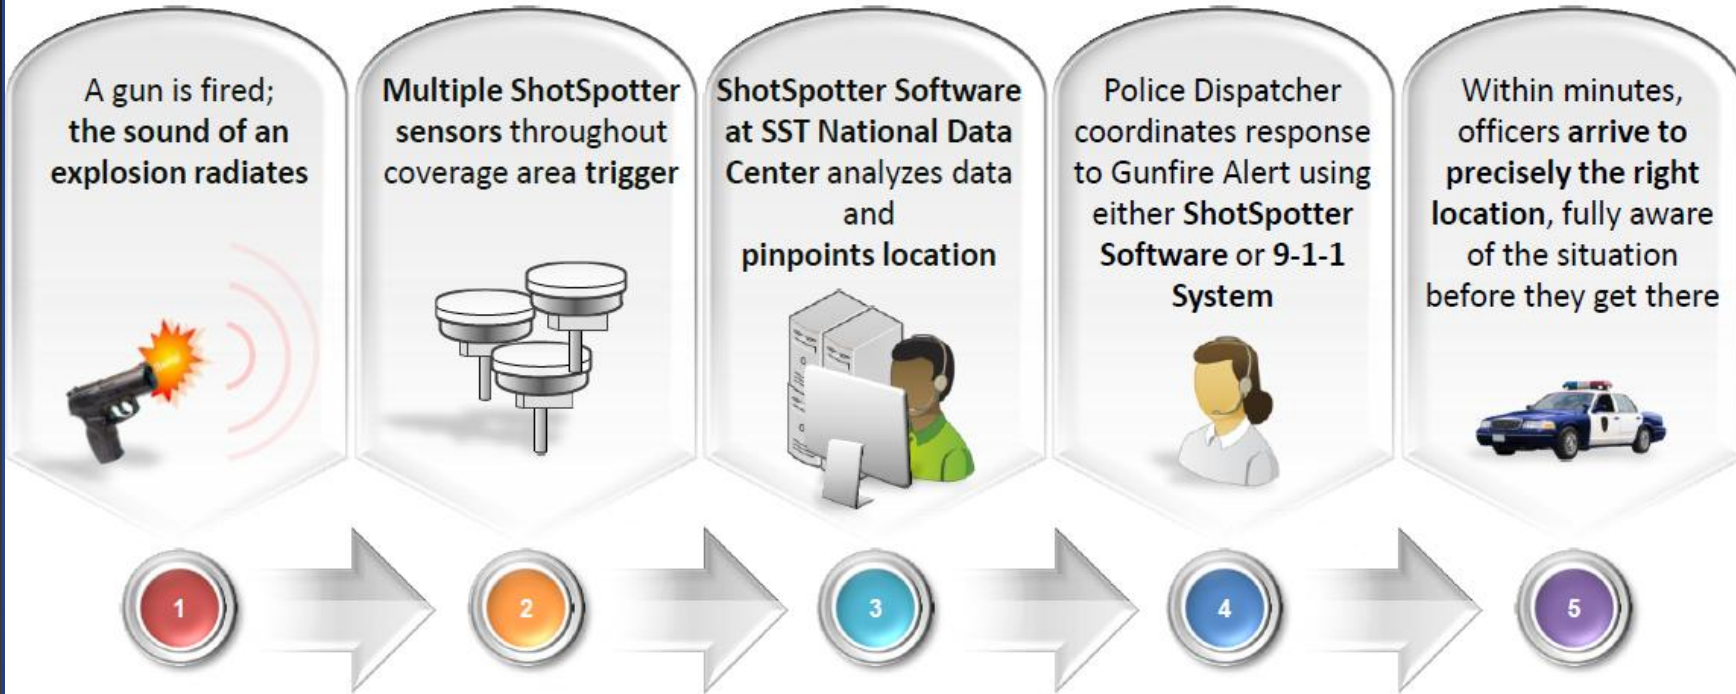 A gun is fired;
the sound of an
explosion radiates
Multiple ShotSpotter
sensors throughout
coverage area trigger
ShotSpotter Software
at SST National Data
Center analyzes data
and
pinpoints location
Police Dispatcher
coordinates response
to Gunfire Alert using
either ShotSpotter
Software or 9-1-1
System
Within minutes,
officers arrive to
precisely the right
location, fully aware
of the situation
before they get there
1
2
3
4
5